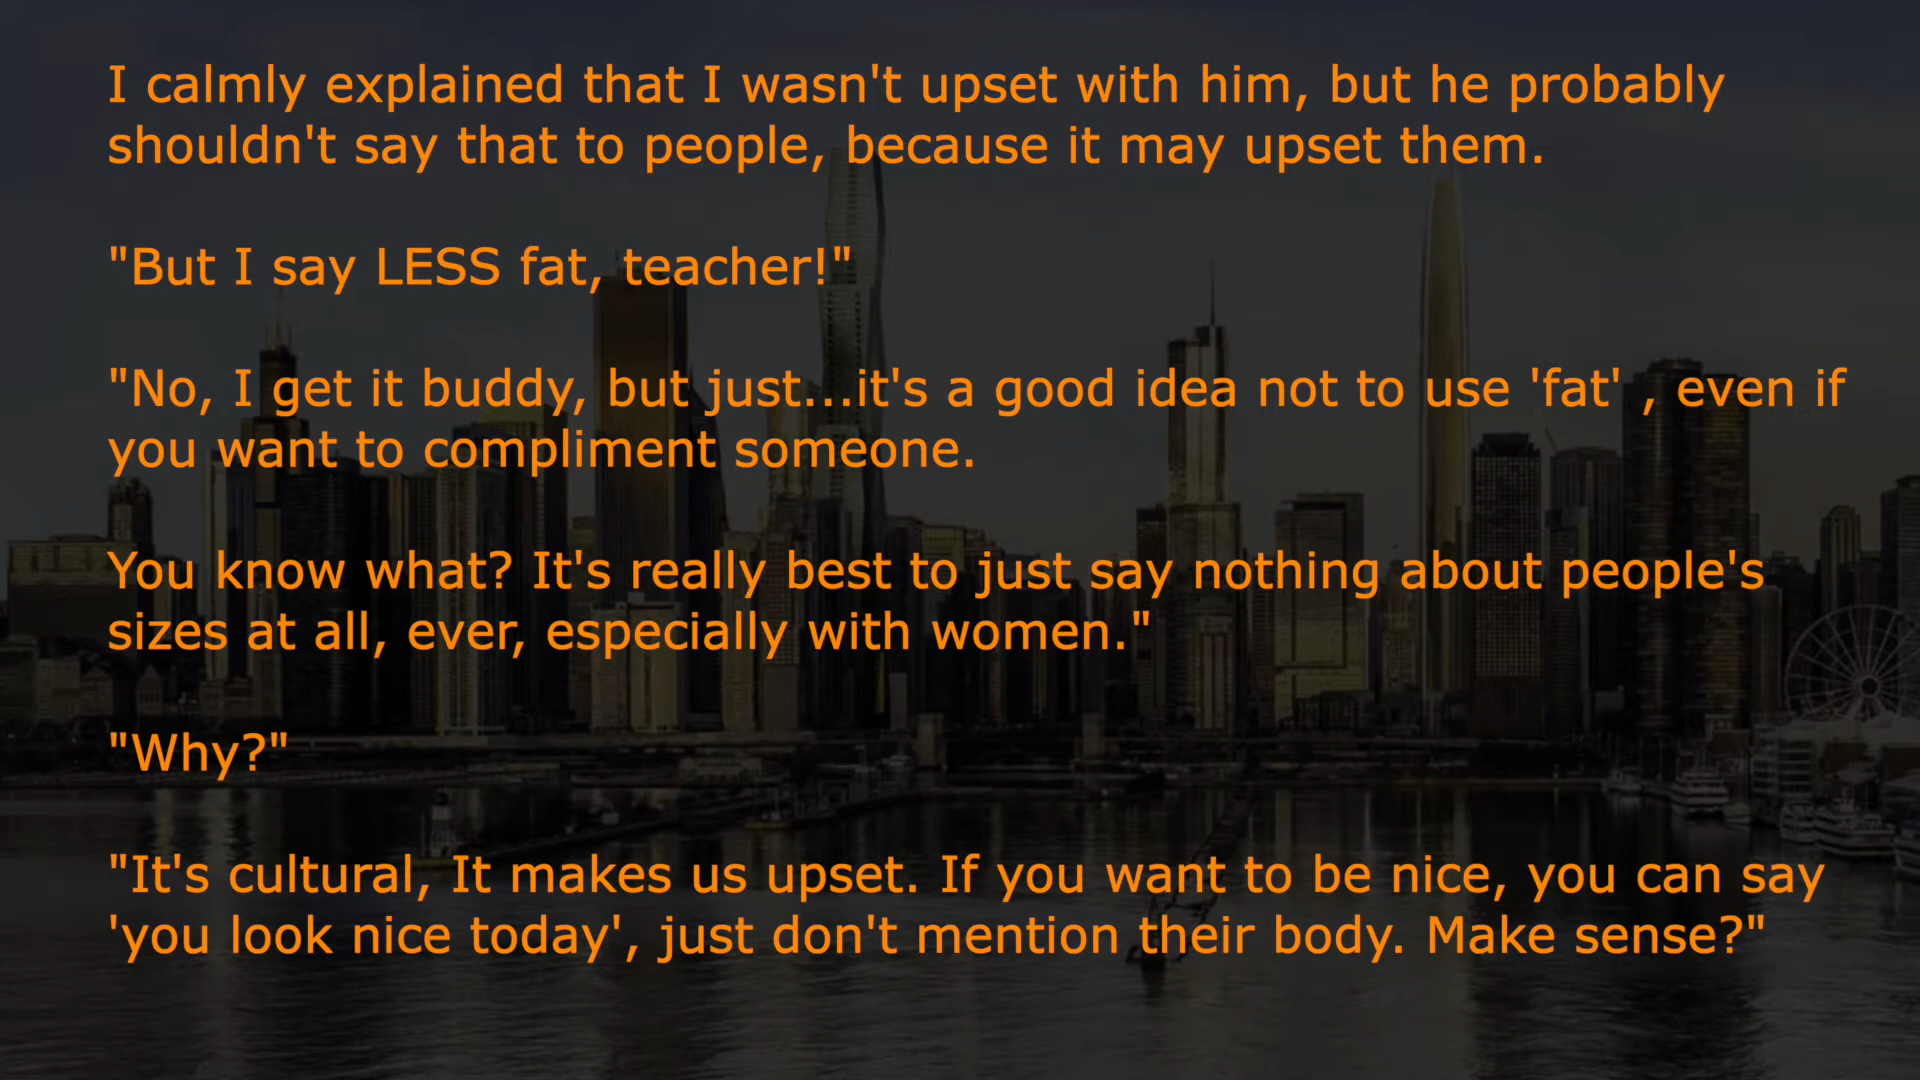 I calmly explained that I wasn't upset with him, but he probably
shouldn't say that to people, because it may upset them.
"But I say LESS fat, teacher!"
"No, I get it buddy, but just...it's a good idea not to use 'fat' , even if
you want to compliment someone.
You know what? It's really best to just say nothing about people's
sizes at all, ever, especially with women."
"Why?"
"It's cultural, It makes us upset. If you want to be nice, you can say
'you look nice today', just don't mention their body. Make sense?"